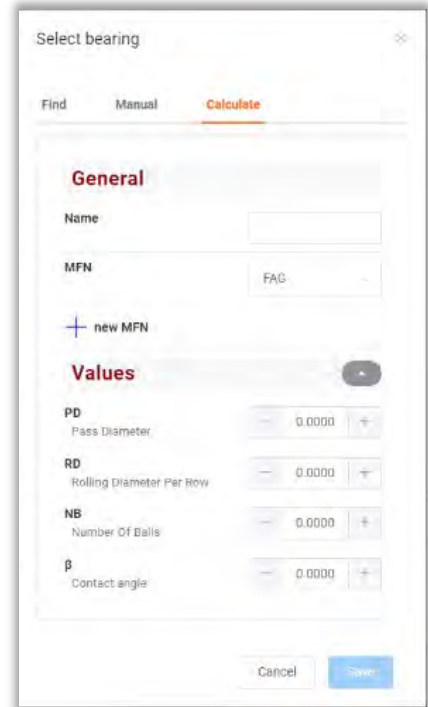 Select bearing
Find Manual Calculate
General
Name
MFN
FAG
+ new MFN
Values
PD
Pass Diameter
- 0.0000 +
RD
Rolling Diameter Per Row
- 0.0000 +
NB
Number Of Balls
- 0.0000 +
β
Contact angle
- 0.0000 +
Cancel Save